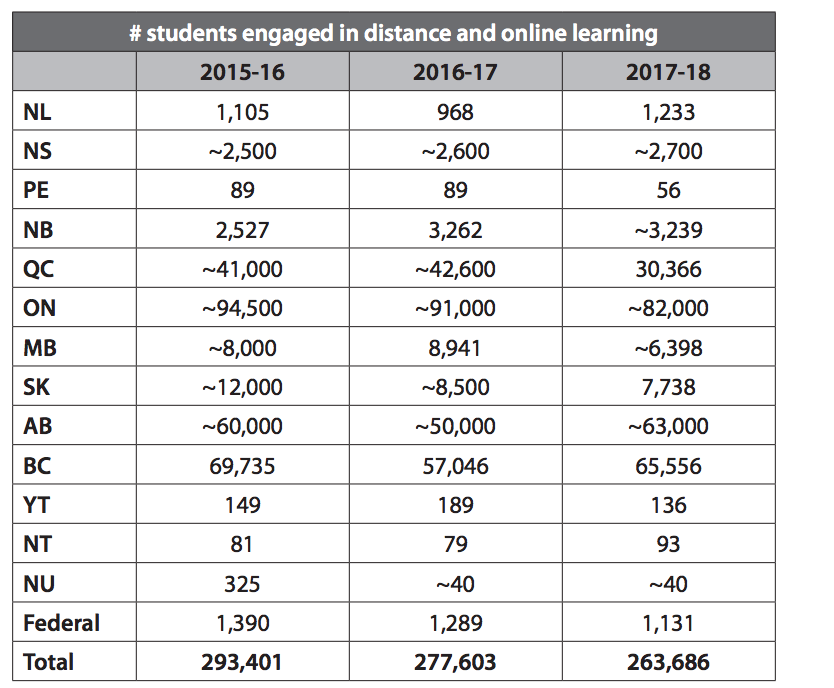 # students engaged in distance and online learning
2015-16 2016-17 2017-18
NL 1,105 968 1,233
NS ~2,500 ~2,600 ~2,700
PE 89 89 56
NB 2,527 3,262 ~3,239
QC ~41,000 ~42,600 30,366
ON ~94,500 ~91,000 ~82,000
MB ~8,000 8,941 ~6,398
SK ~12,000 ~8,500 7,738
AB ~60,000 ~50,000 ~63,000
BC 69,735 57,046 65,556
YT 149 189 136
NT 81 79 93
NU 325 ~40 ~40
Federal 1,390 1,289 1,131
Total 293,401 277,603 263,686